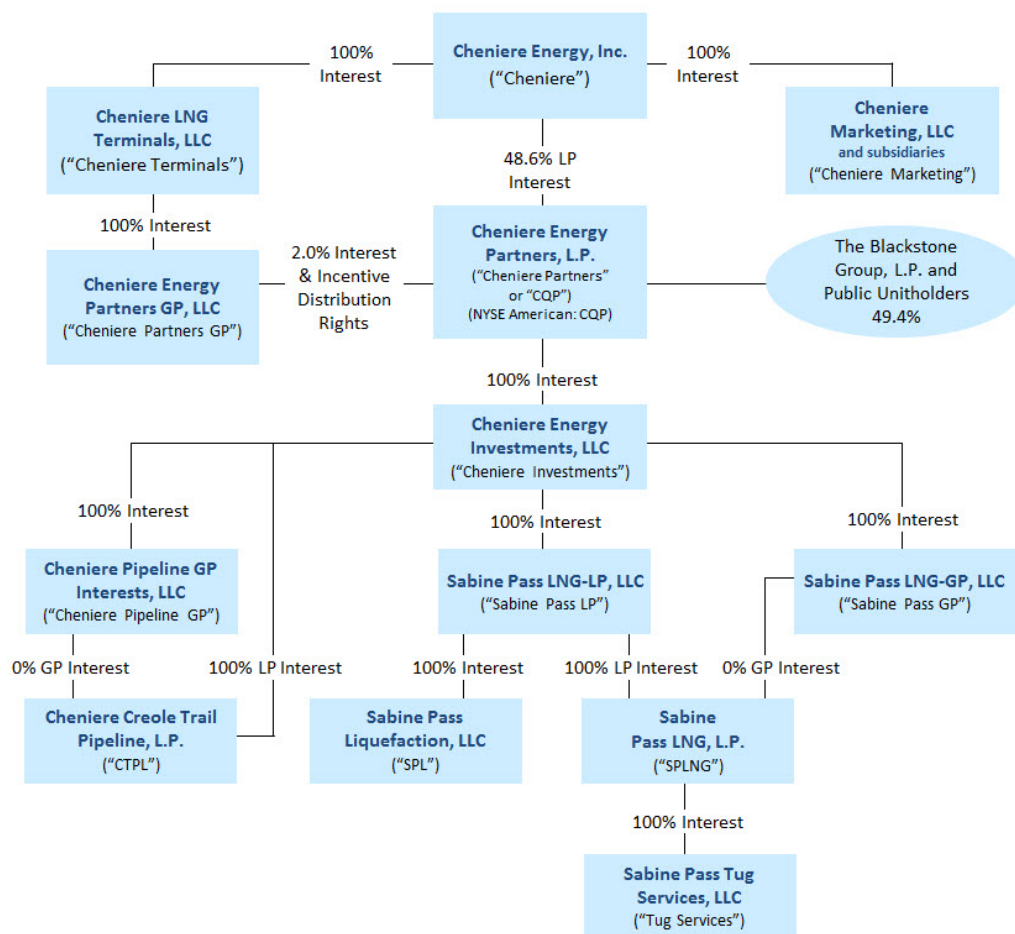 100%
Interest
Cheniere Energy, Inc.
(“Cheniere”)
100%
Interest
Cheniere LNG
Terminals, LLC
(“Cheniere Terminals”)
48.6% LP
Interest
Cheniere
Marketing, LLC
and subsidiaries
(“Cheniere Marketing”)
100% Interest
Cheniere Energy
Partners GP, LLC
(“Cheniere Partners GP”)
2.0% Interest
& Incentive
Distribution
Rights
Cheniere Energy
Partners, L.P.
(“Cheniere Partners”
or “CQP”)
(NYSE American: CQP)
The Blackstone
Group, L.P. and
Public Unitholders
49.4%
100% Interest
Cheniere Energy
Investments, LLC
(“Cheniere Investments”)
100% Interest
100% Interest
100% Interest
Cheniere Pipeline GP
Interests, LLC
(“Cheniere Pipeline GP”)
Sabine Pass LNG-LP, LLC
(“Sabine Pass LP”)
Sabine Pass LNG-GP, LLC
(“Sabine Pass GP”)
0% GP Interest
100% LP Interest
100% Interest
100% LP Interest
0% GP Interest
Cheniere Creole Trail
Pipeline, L.P.
(“CTPL”)
Sabine Pass
Liquefaction, LLC
(“SPL”)
Sabine
Pass LNG, L.P.
(“SPLNG”)
100% Interest
Sabine Pass Tug
Services, LLC
(“Tug Services”)